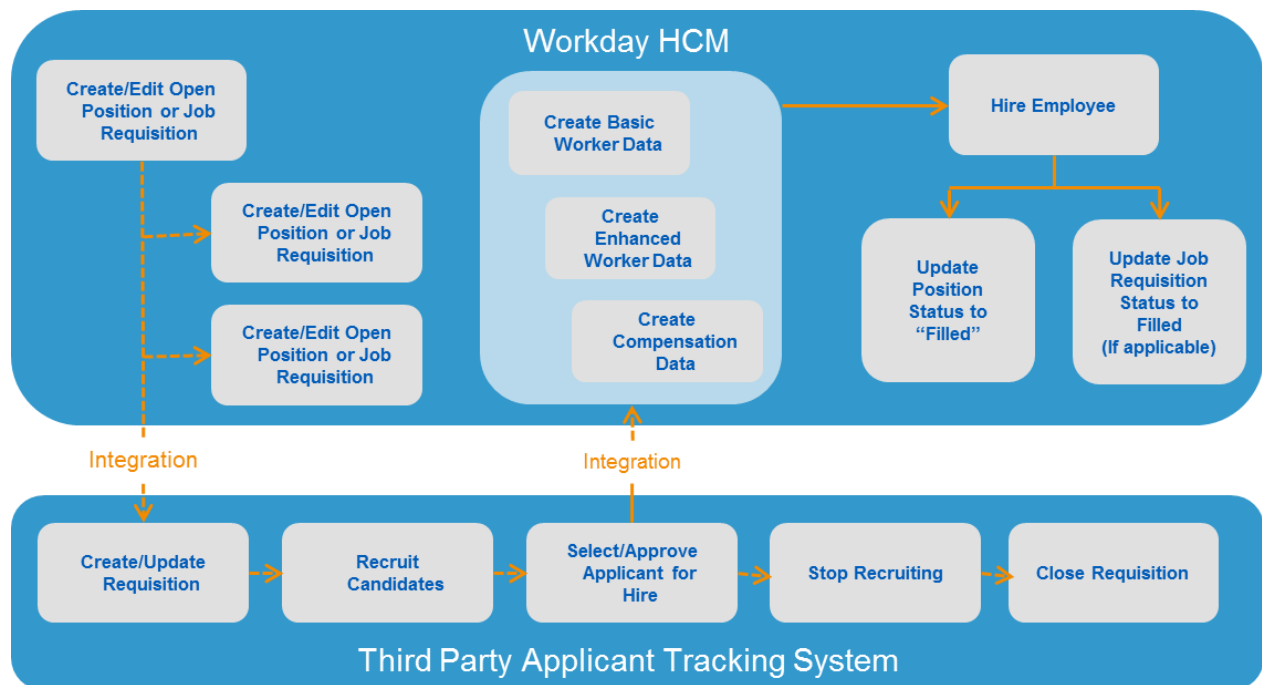 Workday HCM
Create/Edit Open
Position or Job
Requisition
Create/Edit Open
Position or Job
Requisition
Create/Edit Open
Position or Job
Requisition
Create Basic
Worker Data
Create
Enhanced
Worker Data
Create
Compensation
Data
Hire Employee
Update
Position
Status to
“Filled”
Update Job
Requisition
Status to
Filled
(If applicable)
Integration
Integration
Create/Update
Requisition
Recruit
Candidates
Select/Approve
Applicant for
Hire
Stop Recruiting
Close Requisition
Third Party Applicant Tracking System